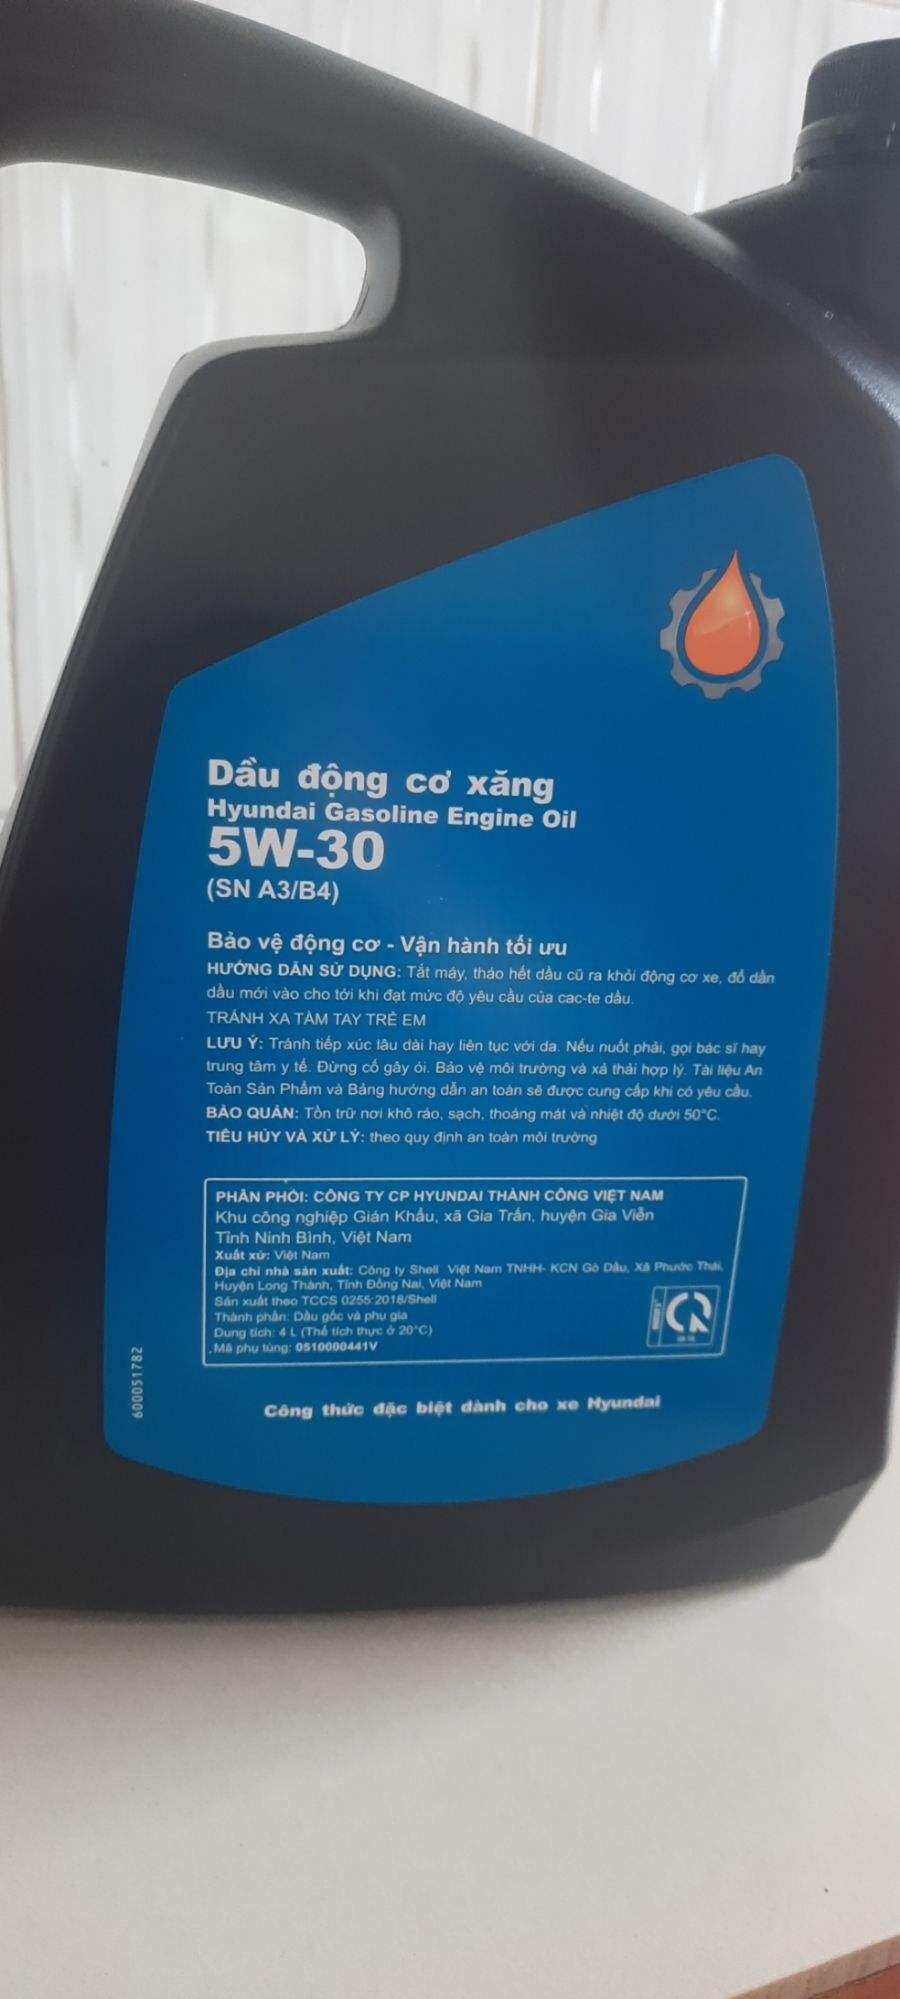 Dầu động cơ xăng
Hyundai Gasoline Engine Oil
5W-30
(SN A3/B4)
Bảo vệ động cơ - Vận hành tối ưu
HƯỚNG DẪN SỬ DỤNG: Tắt máy, tháo hết dầu cũ ra khỏi động cơ xe, đổ dần
dầu mới vào cho tới khi đạt mức độ yêu cầu của cac-te dầu.
TRÁNH XA TẦM TAY TRẺ EM
LƯU Ý: Tránh tiếp xúc lâu dài hay liên tục với da. Nếu nuốt phải, gọi bác sĩ hay
trung tâm y tế. Đừng cố gây ói. Bảo vệ môi trường và xả thải hợp lý. Tài liệu An
Toàn Sản Phẩm và Bảng hướng dẫn an toàn sẽ được cung cấp khi có yêu cầu.
BẢO QUẢN: Tồn trữ nơi khô ráo, sạch, thoáng mát và nhiệt độ dưới 50°C.
TIÊU HỦY VÀ XỬ LÝ: theo quy định an toàn môi trường
PHÂN PHỐI: CÔNG TY CP HYUNDAI THÀNH CÔNG VIỆT NAM
Khu công nghiệp Gián Khẩu, xã Gia Trấn, huyện Gia Viễn
Tỉnh Ninh Bình, Việt Nam
Xuất xứ: Việt Nam
Địa chỉ nhà sản xuất: Công ty Shell Việt Nam TNHH- KCN Gò Dầu, Xã Phước Thái,
Huyện Long Thành, Tỉnh Đồng Nai, Việt Nam
Sản xuất theo TCCS 0255:2018/Shell
Thành phần: Dầu gốc và phụ gia
Dung tích: 4 L (Thể tích thực ở 20°C)
Mã phụ tùng: 0510000441V
600051782
Công thức đặc biệt dành cho xe Hyundai